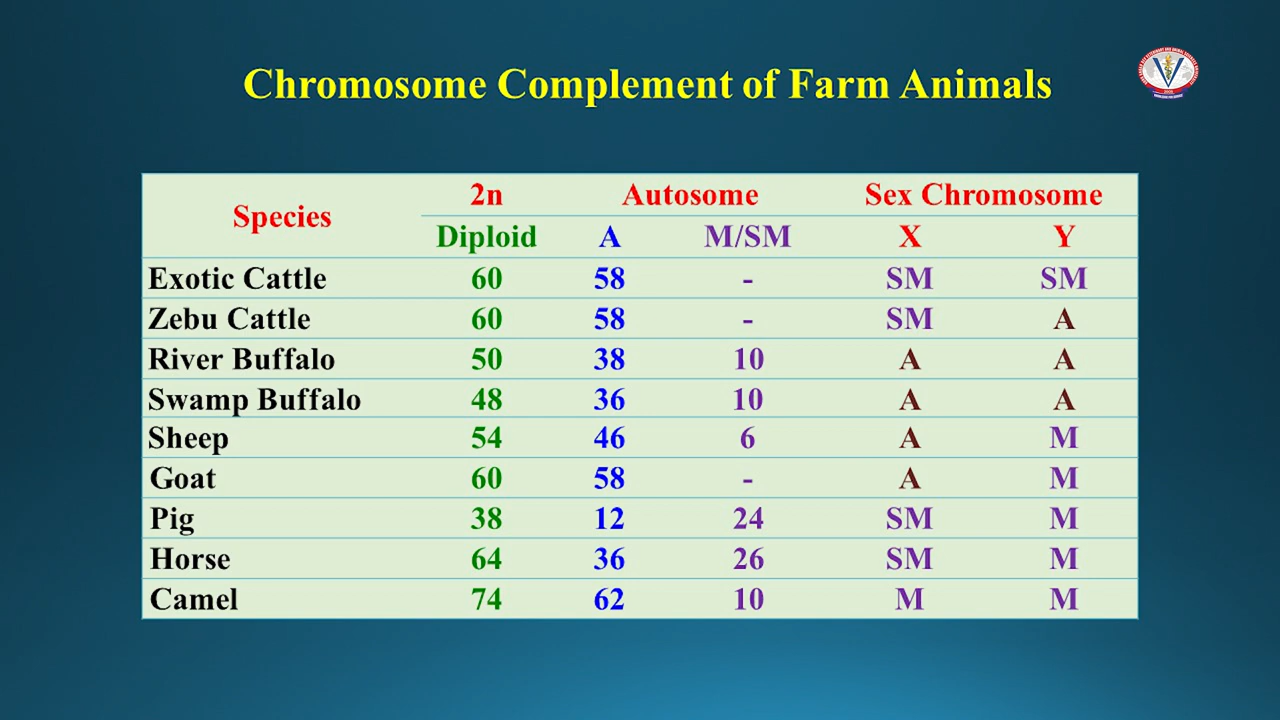 Chromosome Complement of Farm Animals
Species 2n Autosome Sex Chromosome
Diploid A M/SM X Y
Exotic Cattle 60 58 - SM SM
Zebu Cattle 60 58 - SM A
River Buffalo 50 38 10 A A
Swamp Buffalo 48 36 10 A A
Sheep 54 46 6 A M
Goat 60 58 - A M
Pig 38 12 24 SM M
Horse 64 36 26 SM M
Camel 74 62 10 M M